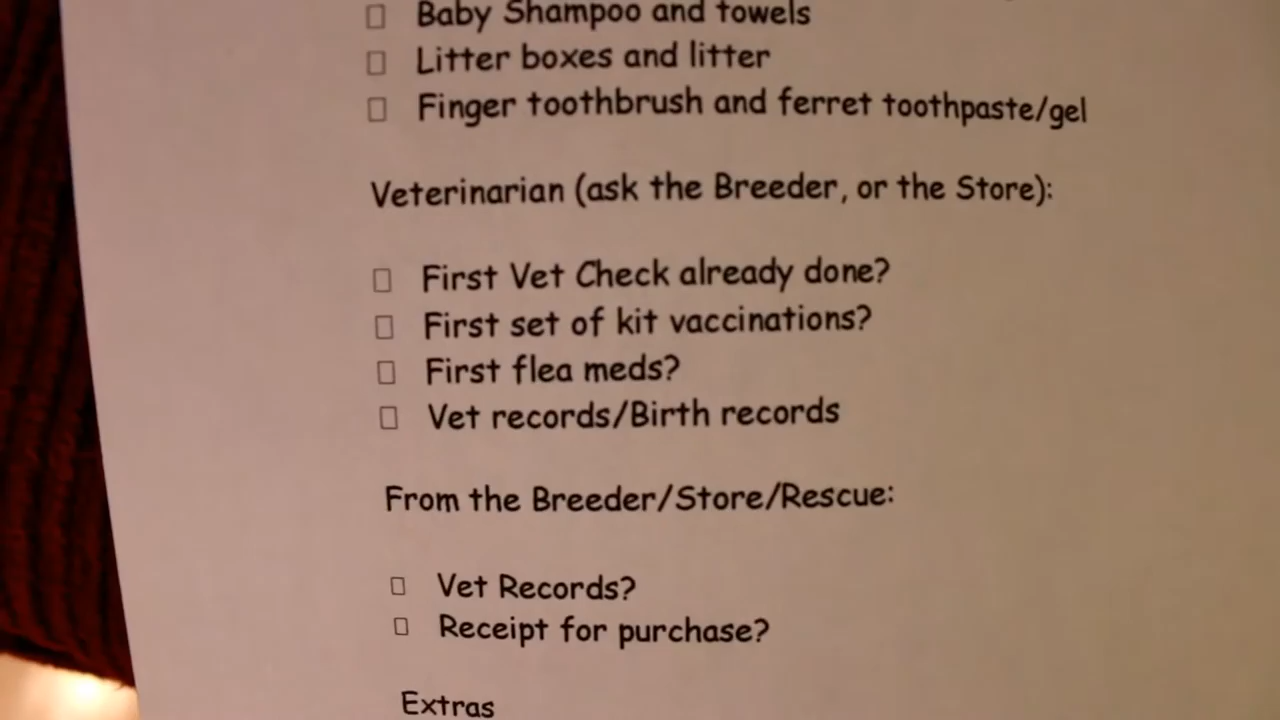 Baby Shampoo and towels
Litter boxes and litter
Finger toothbrush and ferret toothpaste/gel
Veterinarian (ask the Breeder, or the Store):
First Vet Check already done?
First set of kit vaccinations?
First flea meds?
Vet records/Birth records
From the Breeder/Store/Rescue:
Vet Records?
Receipt for purchase?
Extras